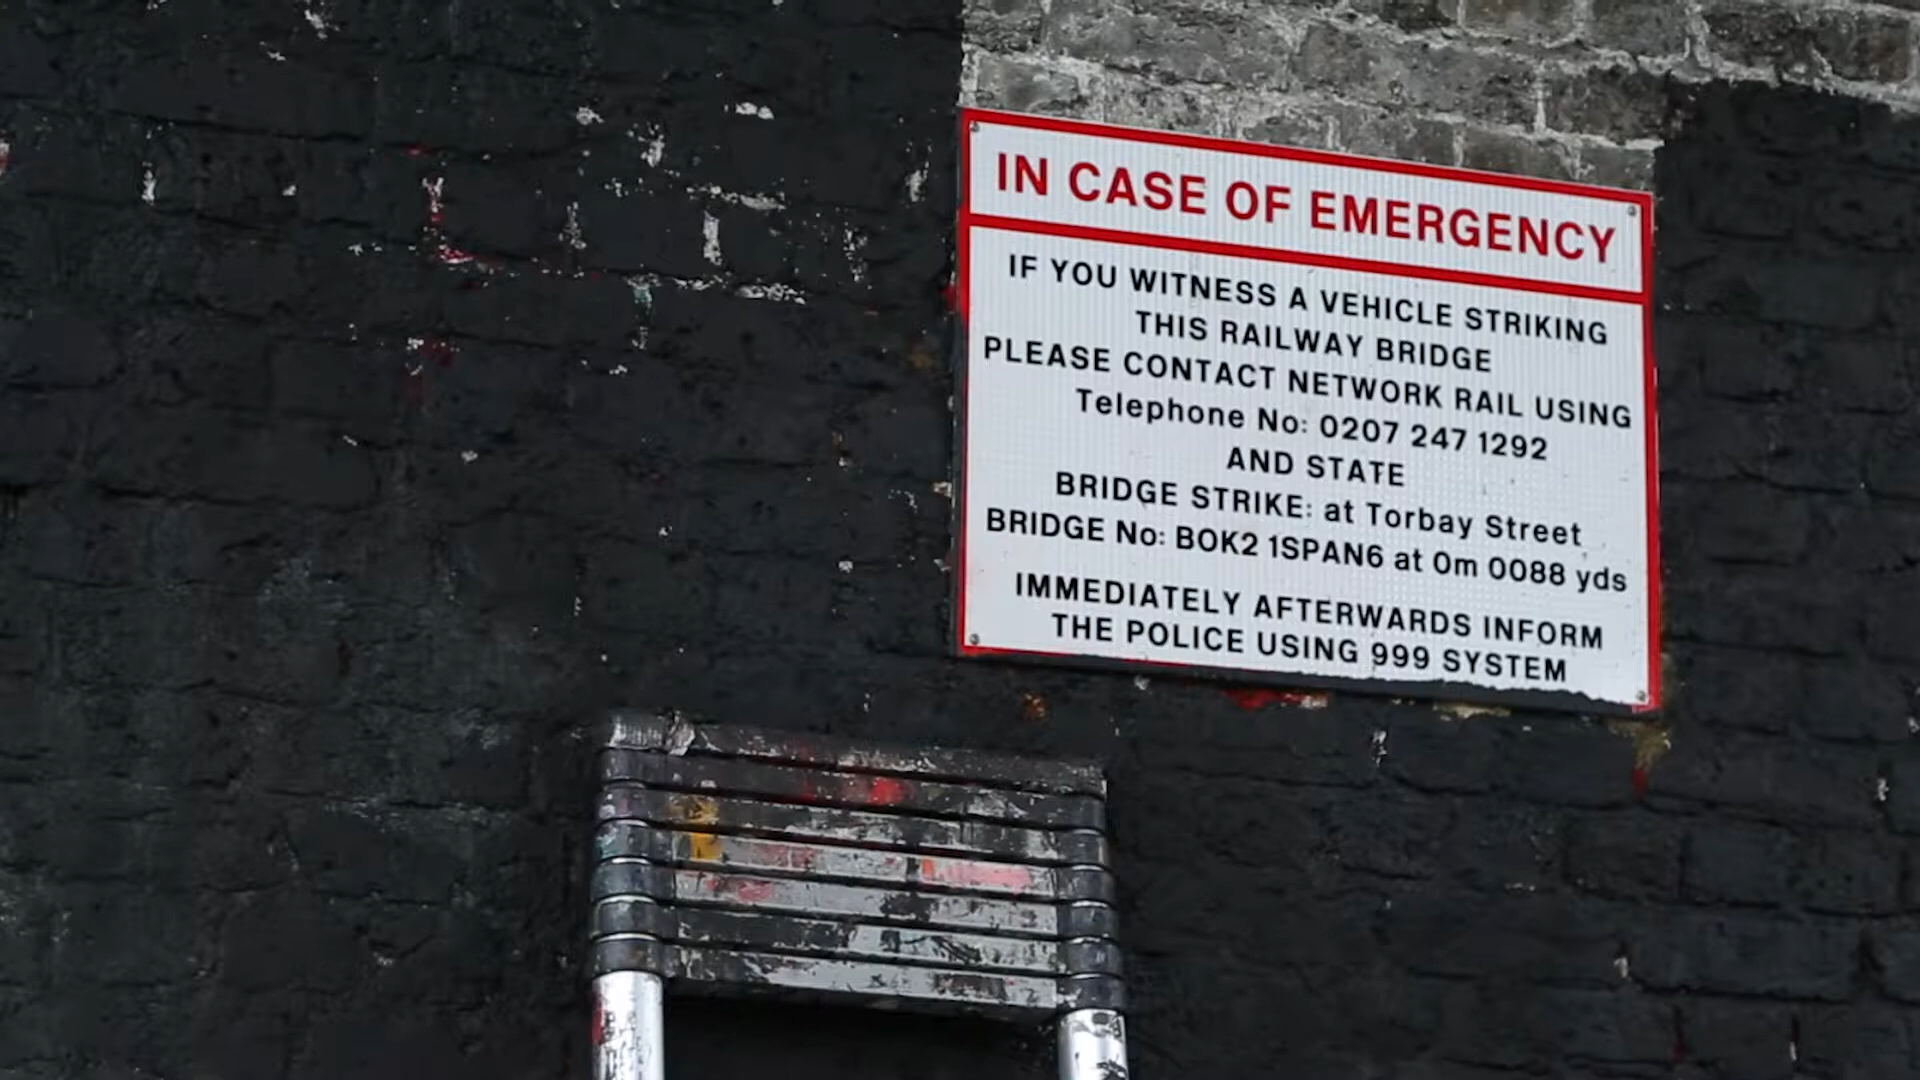 IN CASE OF EMERGENCY
IF YOU WITNESS A VEHICLE STRIKING
THIS RAILWAY BRIDGE
PLEASE CONTACT NETWORK RAIL USING
Telephone No: 0207 247 1292
AND STATE
BRIDGE STRIKE: at Torbay Street
BRIDGE No: BOK2 1SPAN6 at 0m 0088 yds
IMMEDIATELY AFTERWARDS INFORM
THE POLICE USING 999 SYSTEM